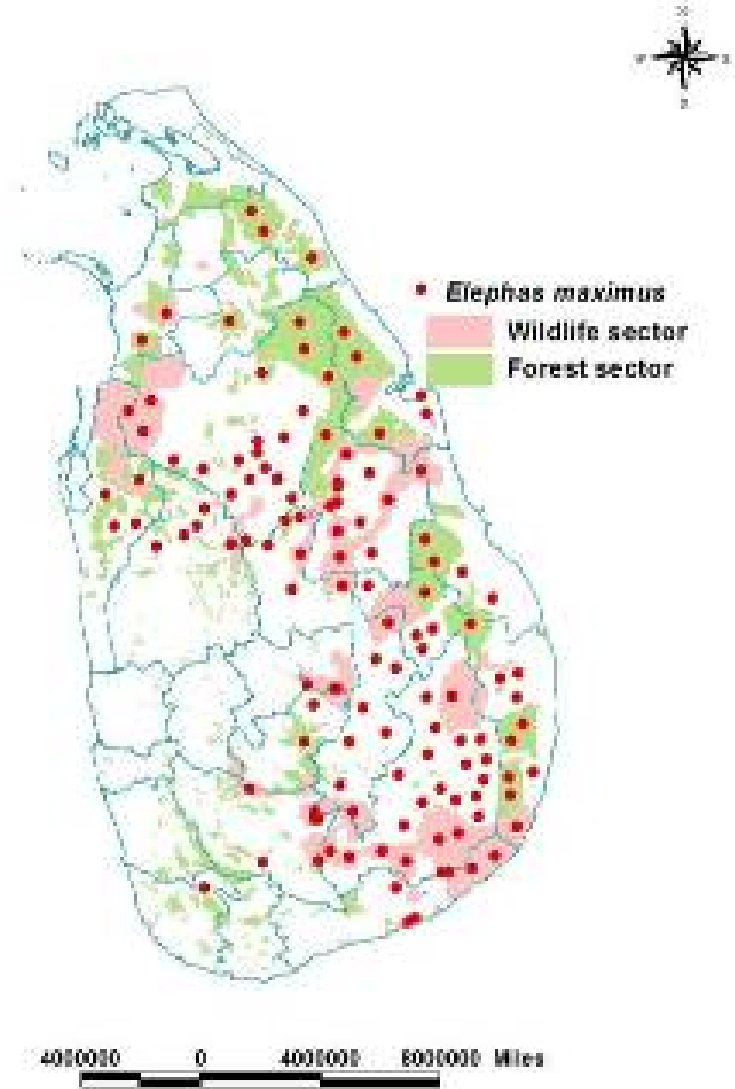 N
W E
S
Elephas maximus
Wildlife sector
Forest sector
4000000 0 4000000 8000000 Miles